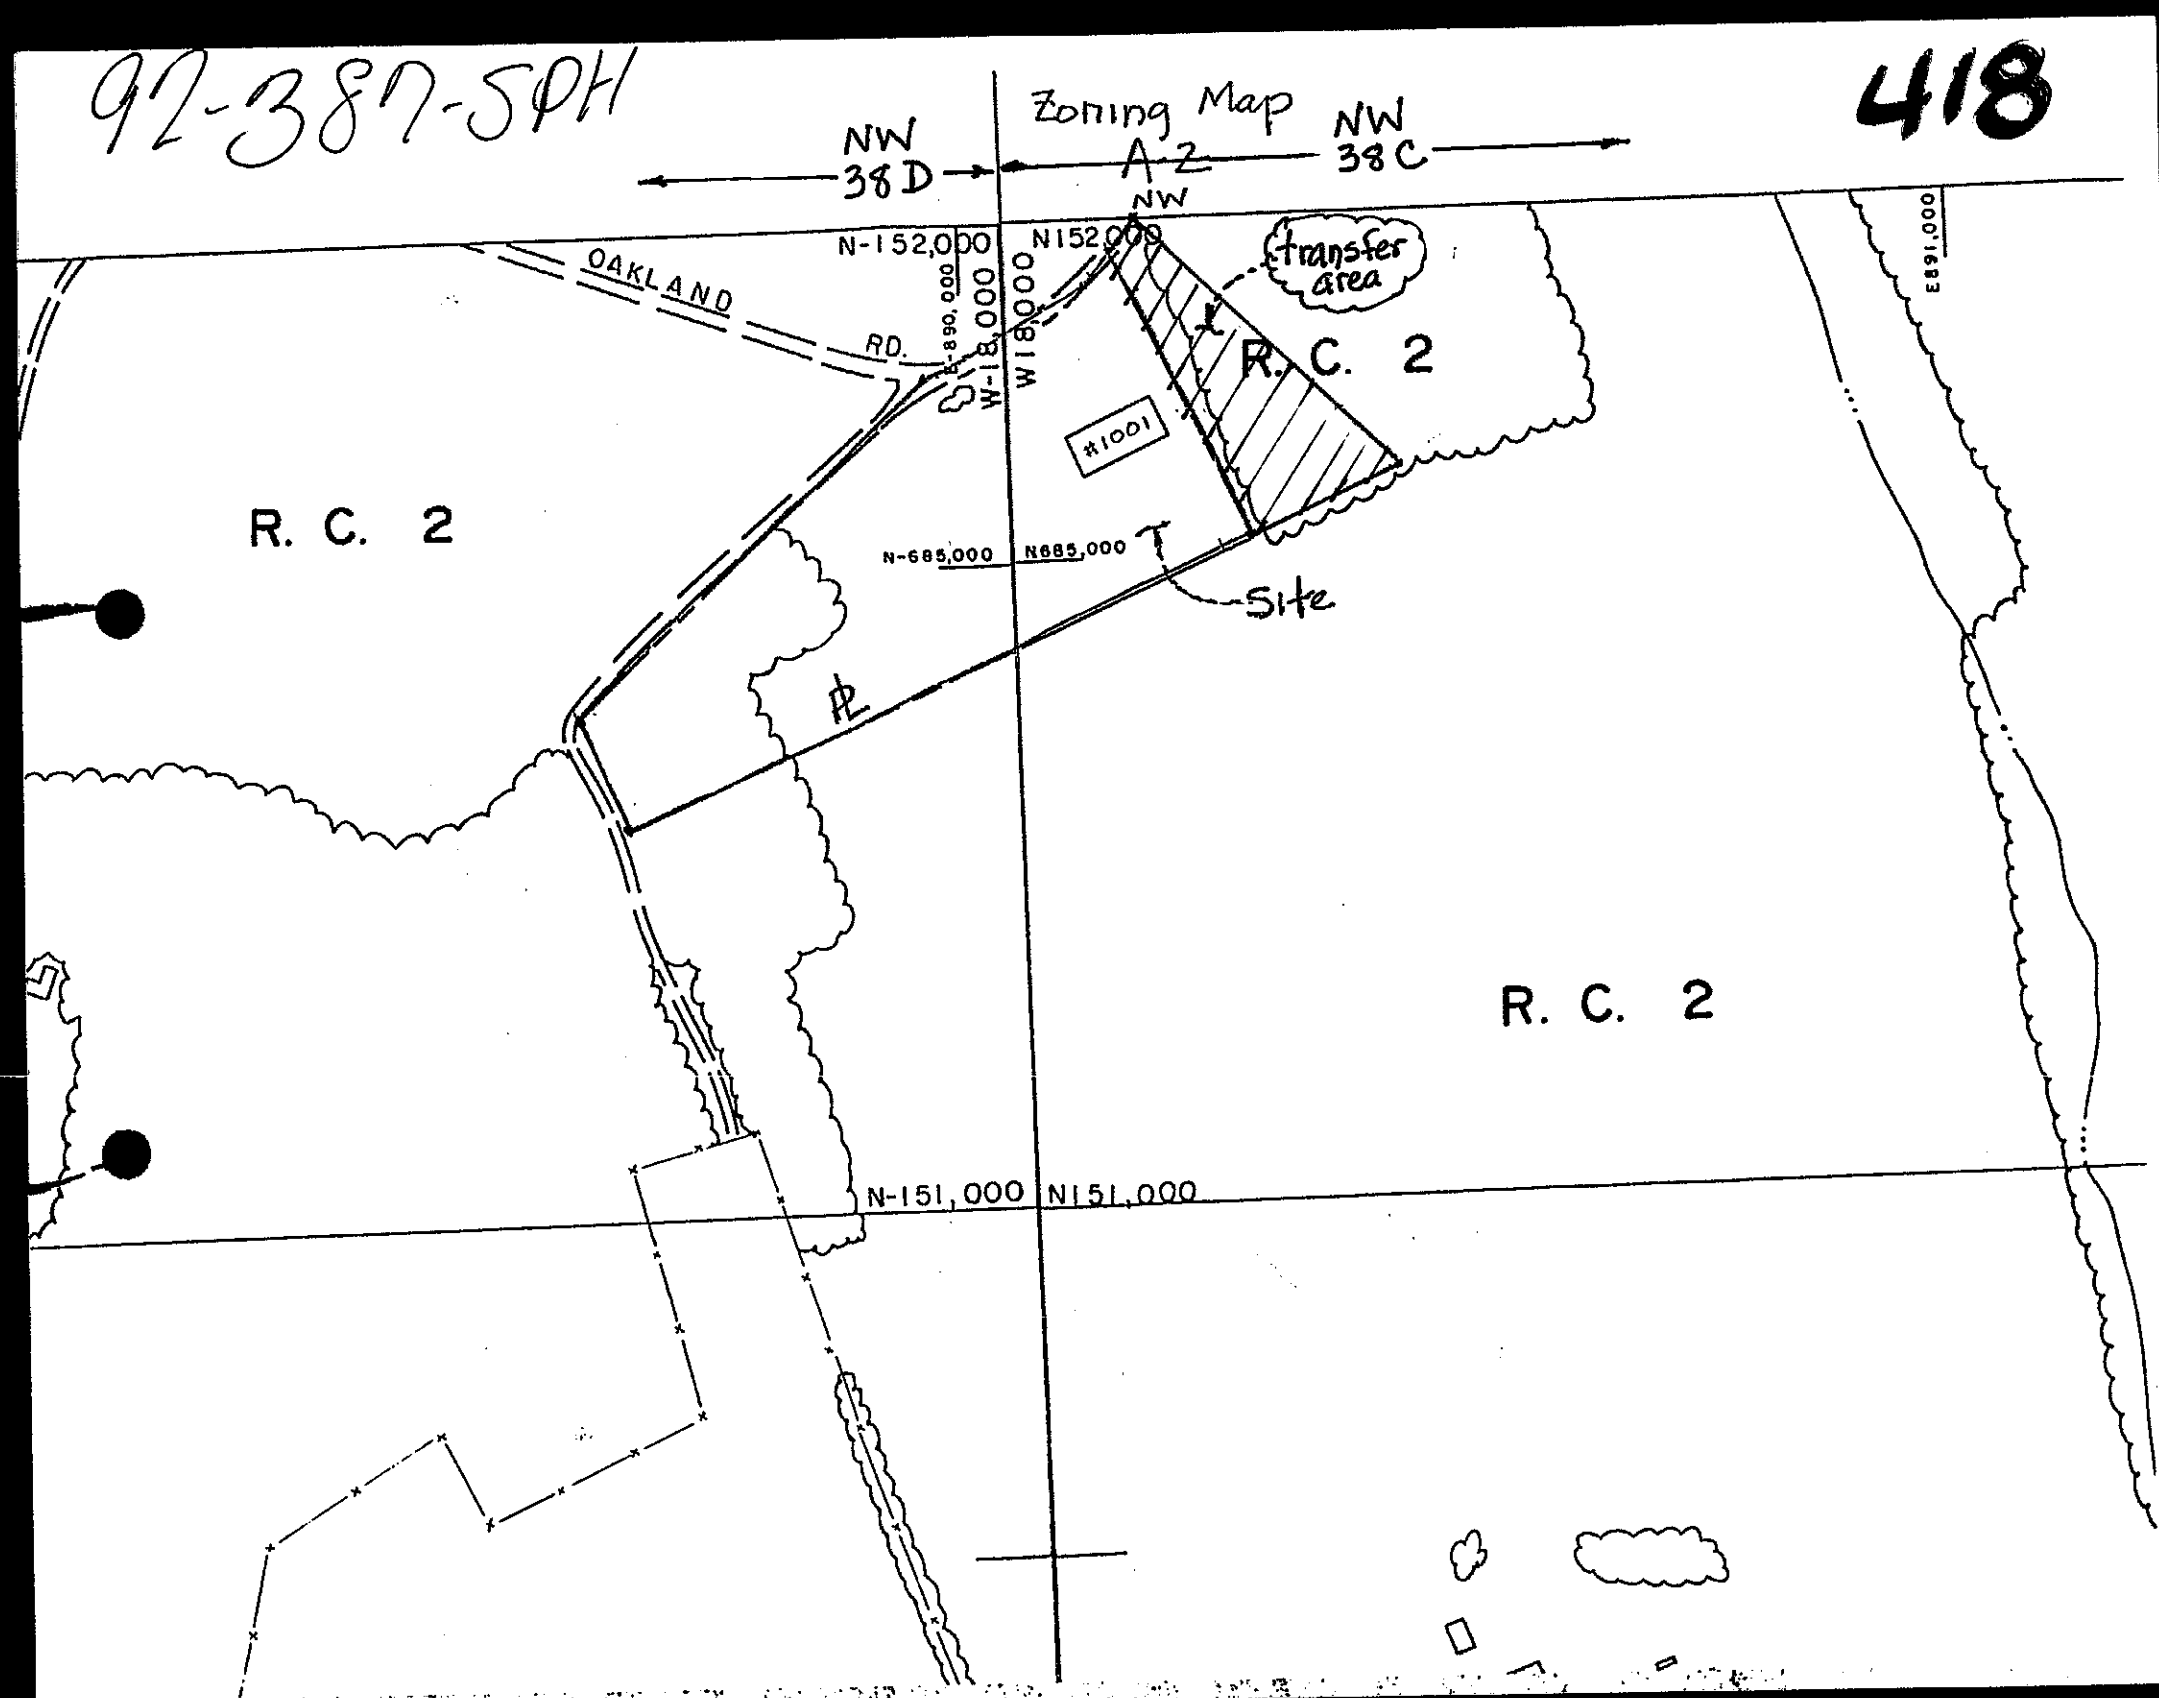 92-387-SPH
418
Zoning Map
A-2
NW
38D
NW
38C
NW
N-152,000
N152,000
E-890,000
W-18,000
W18,000
E891,000
OAKLAND
RD.
transfer
area
R. C. 2
#1001
R. C. 2
N-685,000
N685,000
Site
PL
R. C. 2
N-151,000
N151,000